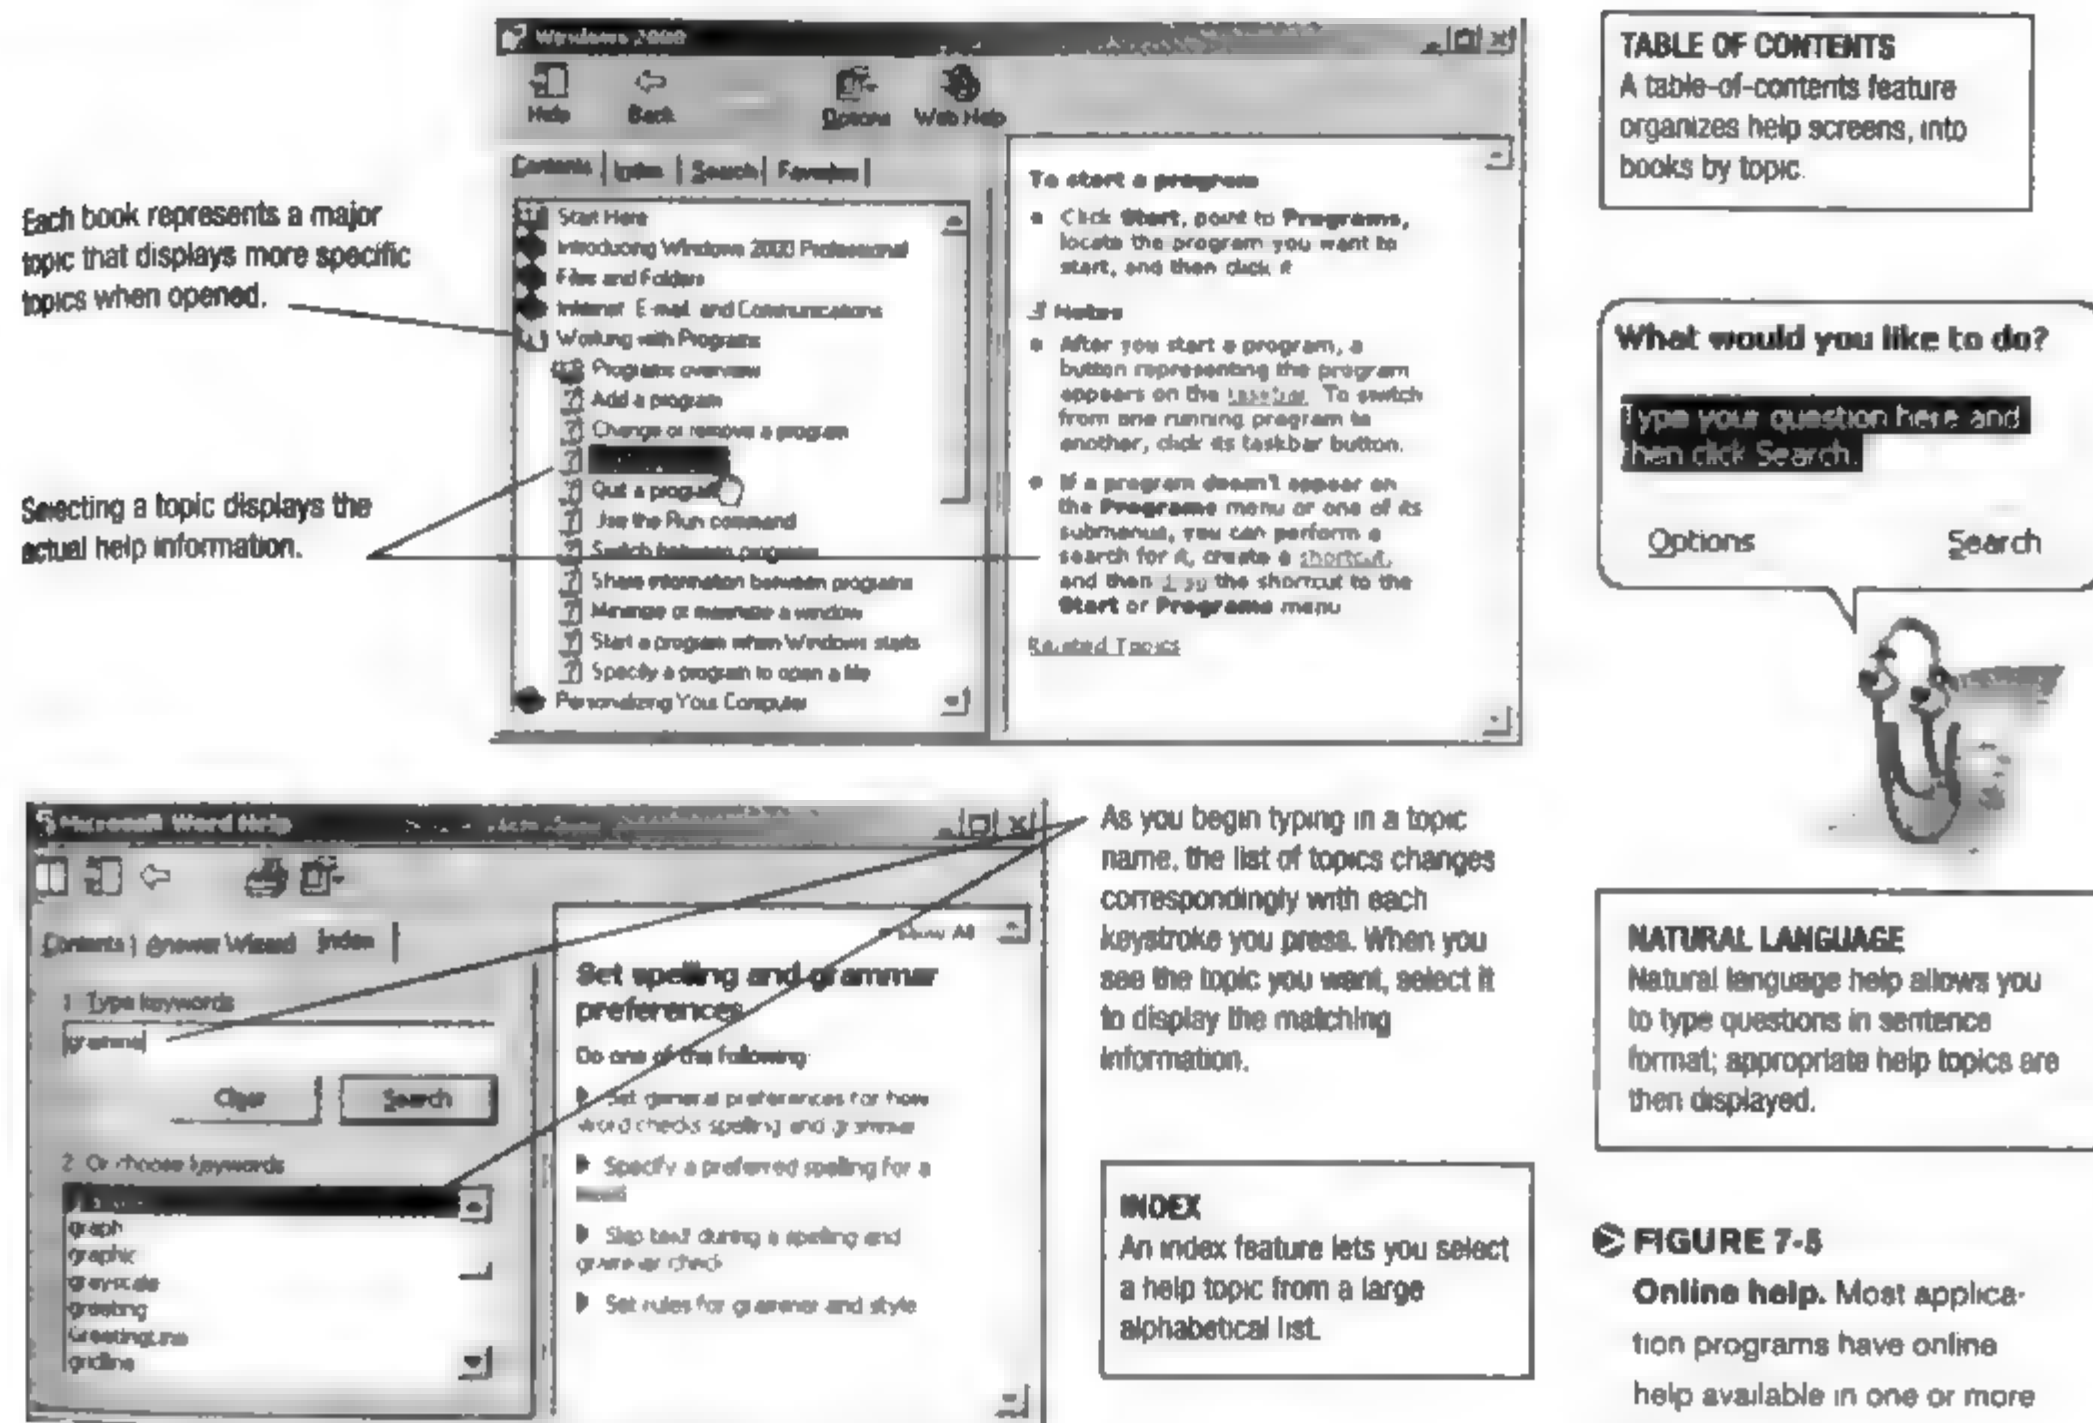 Windows 2000
Help
Back
Options
Web Help
Contents
Index
Search
Favorites
Start Here
Introducing Windows 2000 Professional
Files and Folders
Internet E-mail and Communications
Working with Programs
Programs overview
Add a program
Change or remove a program
Quit a program
Use the Run command
Switch between programs
Share information between programs
Minimize or maximize a window
Start a program when Windows starts
Specify a program to open a file
Personalizing Your Computer
To start a program
Click Start, point to Programs,
locate the program you want to
start, and then click it
Notes
After you start a program, a
button representing the program
appears on the taskbar. To switch
from one running program to
another, click its taskbar button.
If a program doesn't appear on
the Programs menu or one of its
submenus, you can perform a
search for it, create a shortcut,
and then the shortcut to the
Start or Programs menu
Related Topics
Each book represents a major
topic that displays more specific
topics when opened.
Selecting a topic displays the
actual help information.
TABLE OF CONTENTS
A table-of-contents feature
organizes help screens, into
books by topic.
What would you like to do?
Type your question here and
then click Search.
Options
Search
Microsoft Word Help
Contents
Answer Wizard
Index
1 Type keywords
Clear
Search
2 Or choose keywords
graph
graphic
grayscale
greeting
GreetingLine
gridline
Show All
Set spelling and grammar
preferences
Do one of the following:
Set general preferences for how
word checks spelling and grammar
Specify a preferred spelling for a
word
Skip text during a spelling and
grammar check
Set rules for grammar and style
As you begin typing in a topic
name, the list of topics changes
correspondingly with each
keystroke you press. When you
see the topic you want, select it
to display the matching
information.
INDEX
An index feature lets you select
a help topic from a large
alphabetical list.
NATURAL LANGUAGE
Natural language help allows you
to type questions in sentence
format; appropriate help topics are
then displayed.
FIGURE 7-5
Online help. Most applica-
tion programs have online
help available in one or more